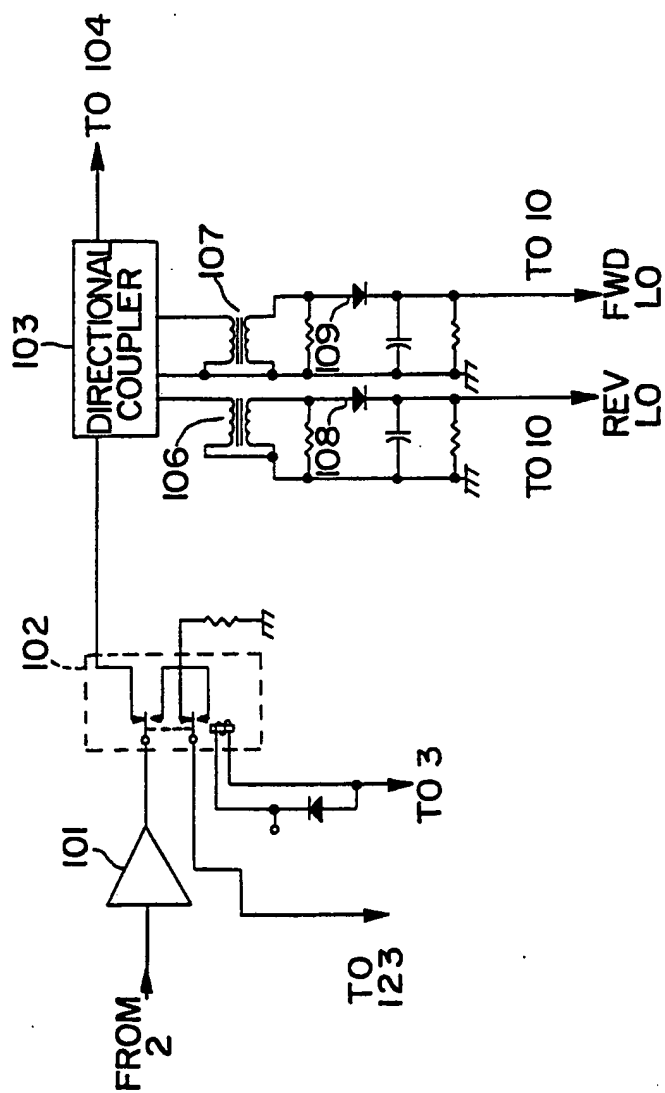 FROM
2
101
102
103
DIRECTIONAL
COUPLER
TO 104
106
107
108
109
TO
123
TO 3
TO 10
REV
LO
TO 10
FWD
LO